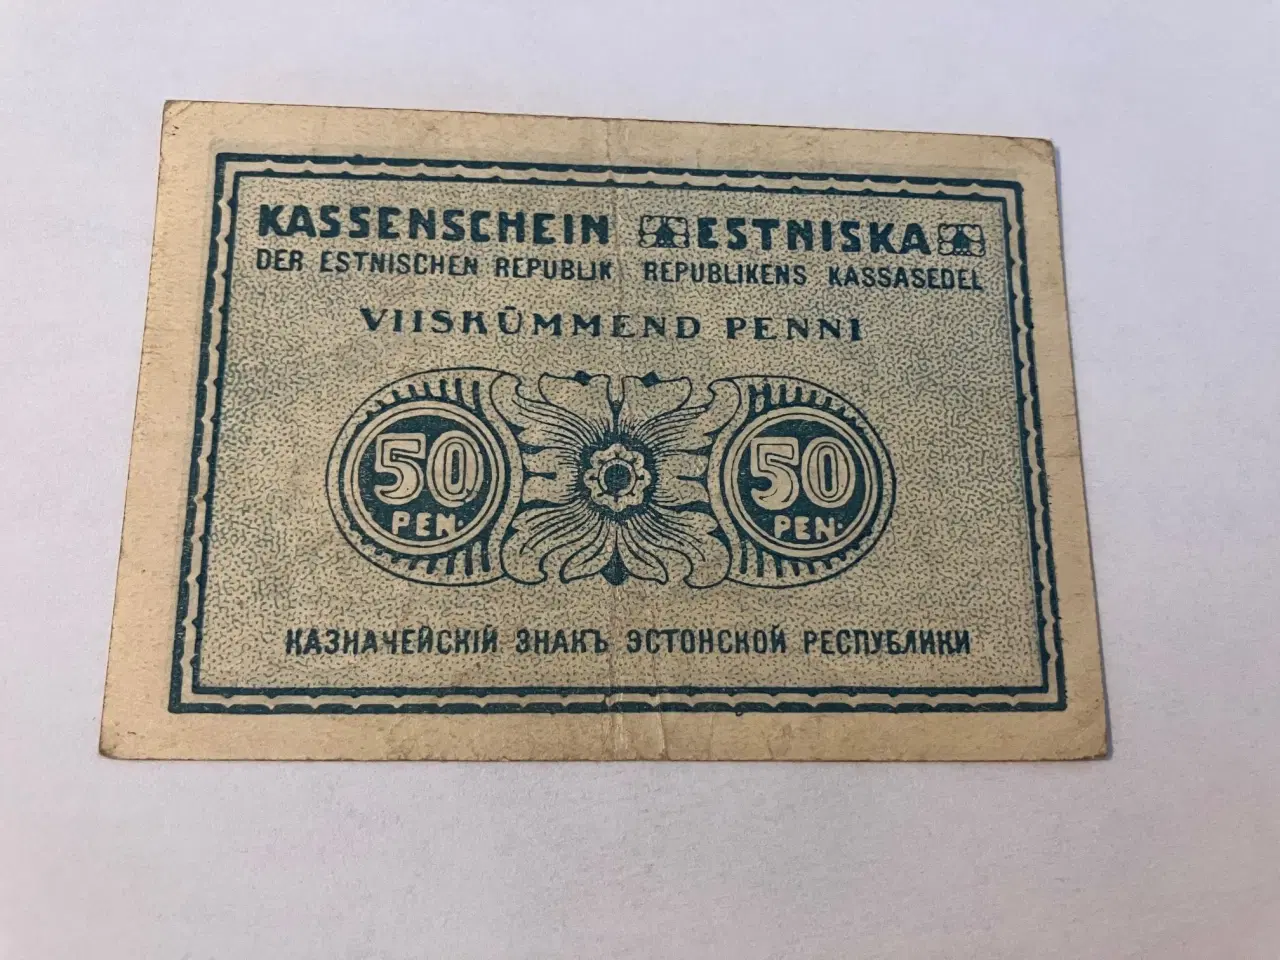 KASSENSCHEIN ESTNISKA
DER ESTNISCHEN REPUBLIK REPUBLIKENS KASSASEDEL
VIISKÜMMEND PENNI
50 50
PEN. PEN.
КАЗНАЧЕЙСКІЙ ЗНАКЪ ЭСТОНСКОЙ РЕСПУБЛИКИ